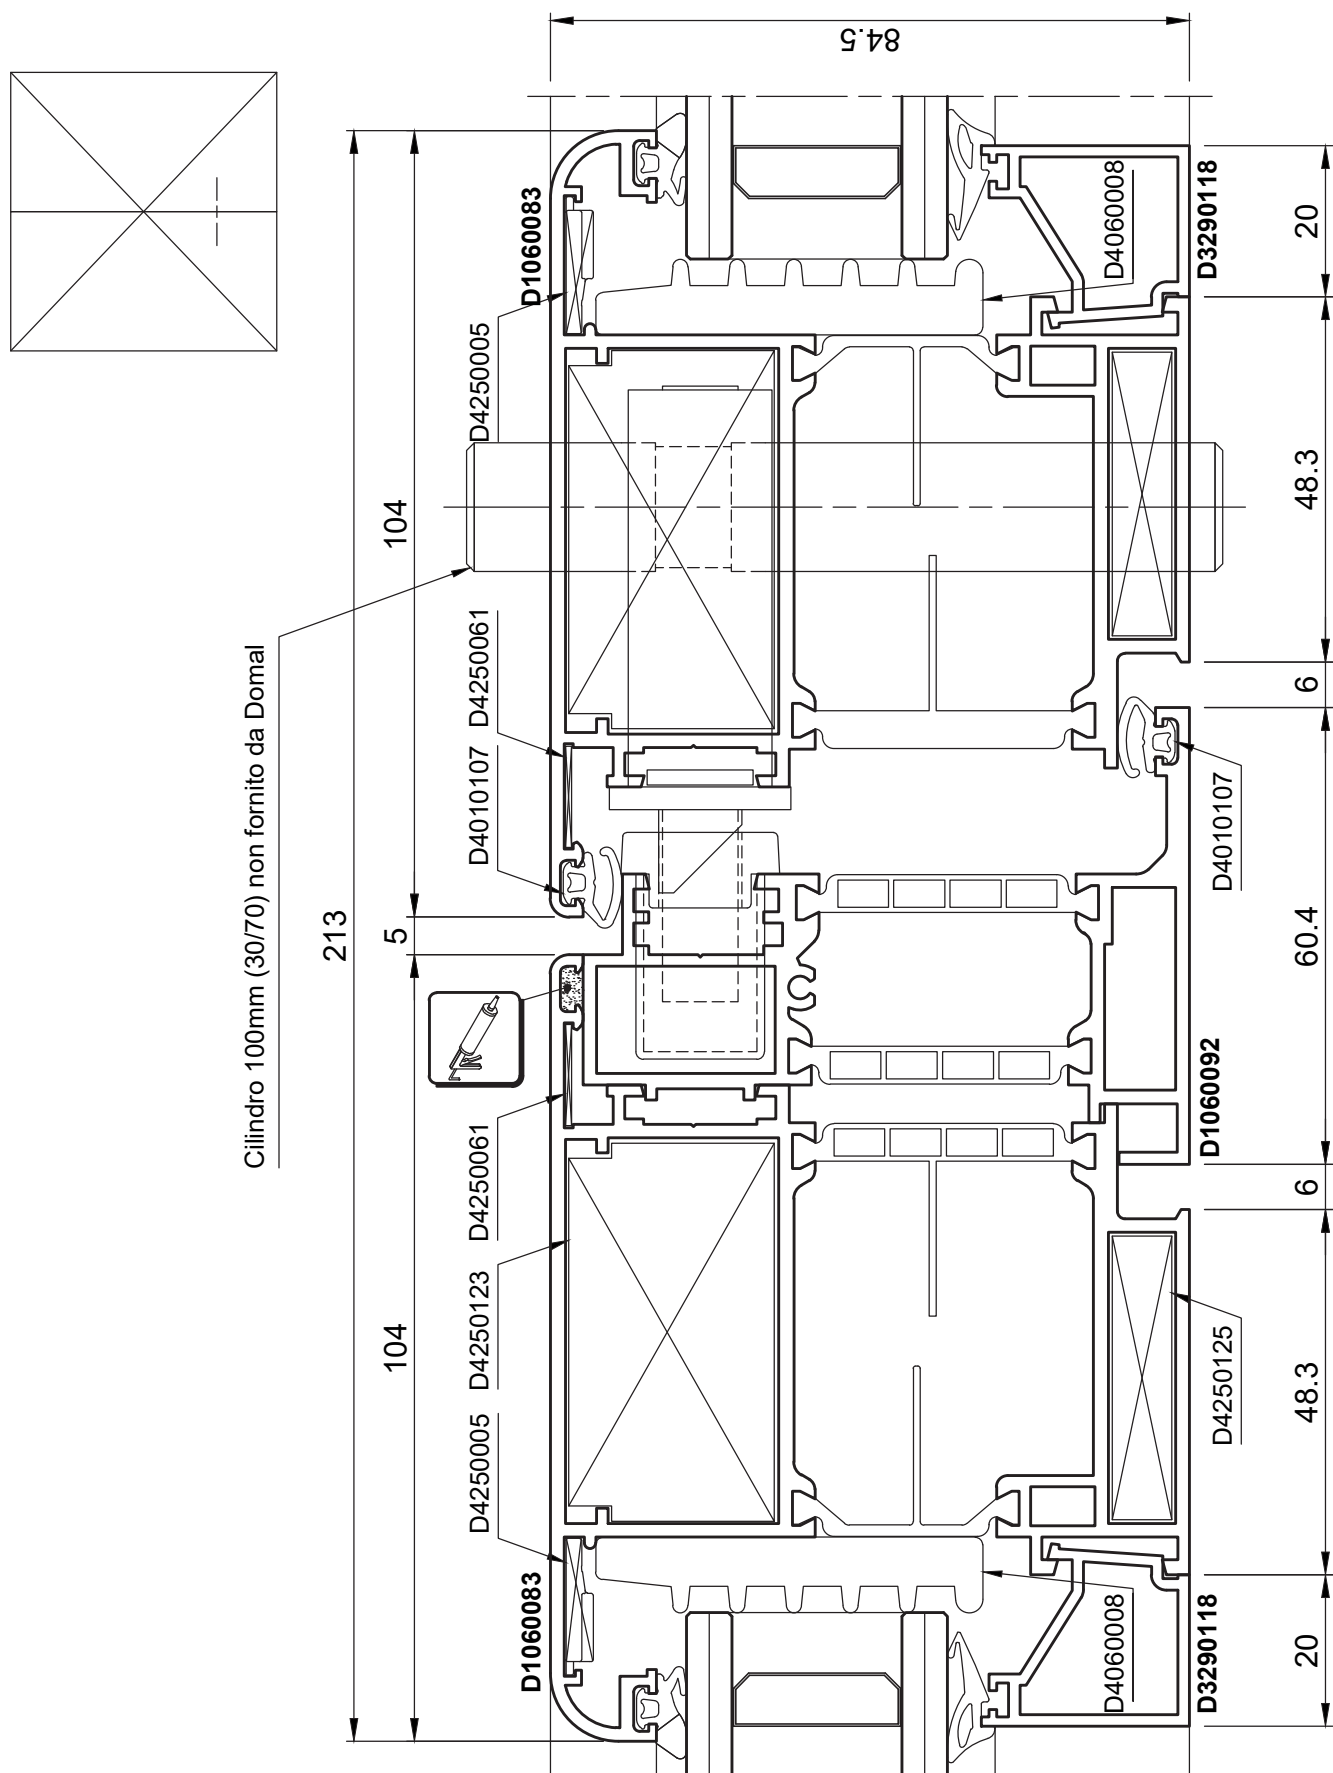 Cilindro 100mm (30/70) non fornito da Domal
213
104
5
104
D4250005
D4250123
D4250061
D4010107
D4250061
D4250005
D1060083
D1060083
84.5
D4060008
D4060008
D3290118
D1060092
D3290118
D4250125
D4010107
20
48.3
6
60.4
6
48.3
20